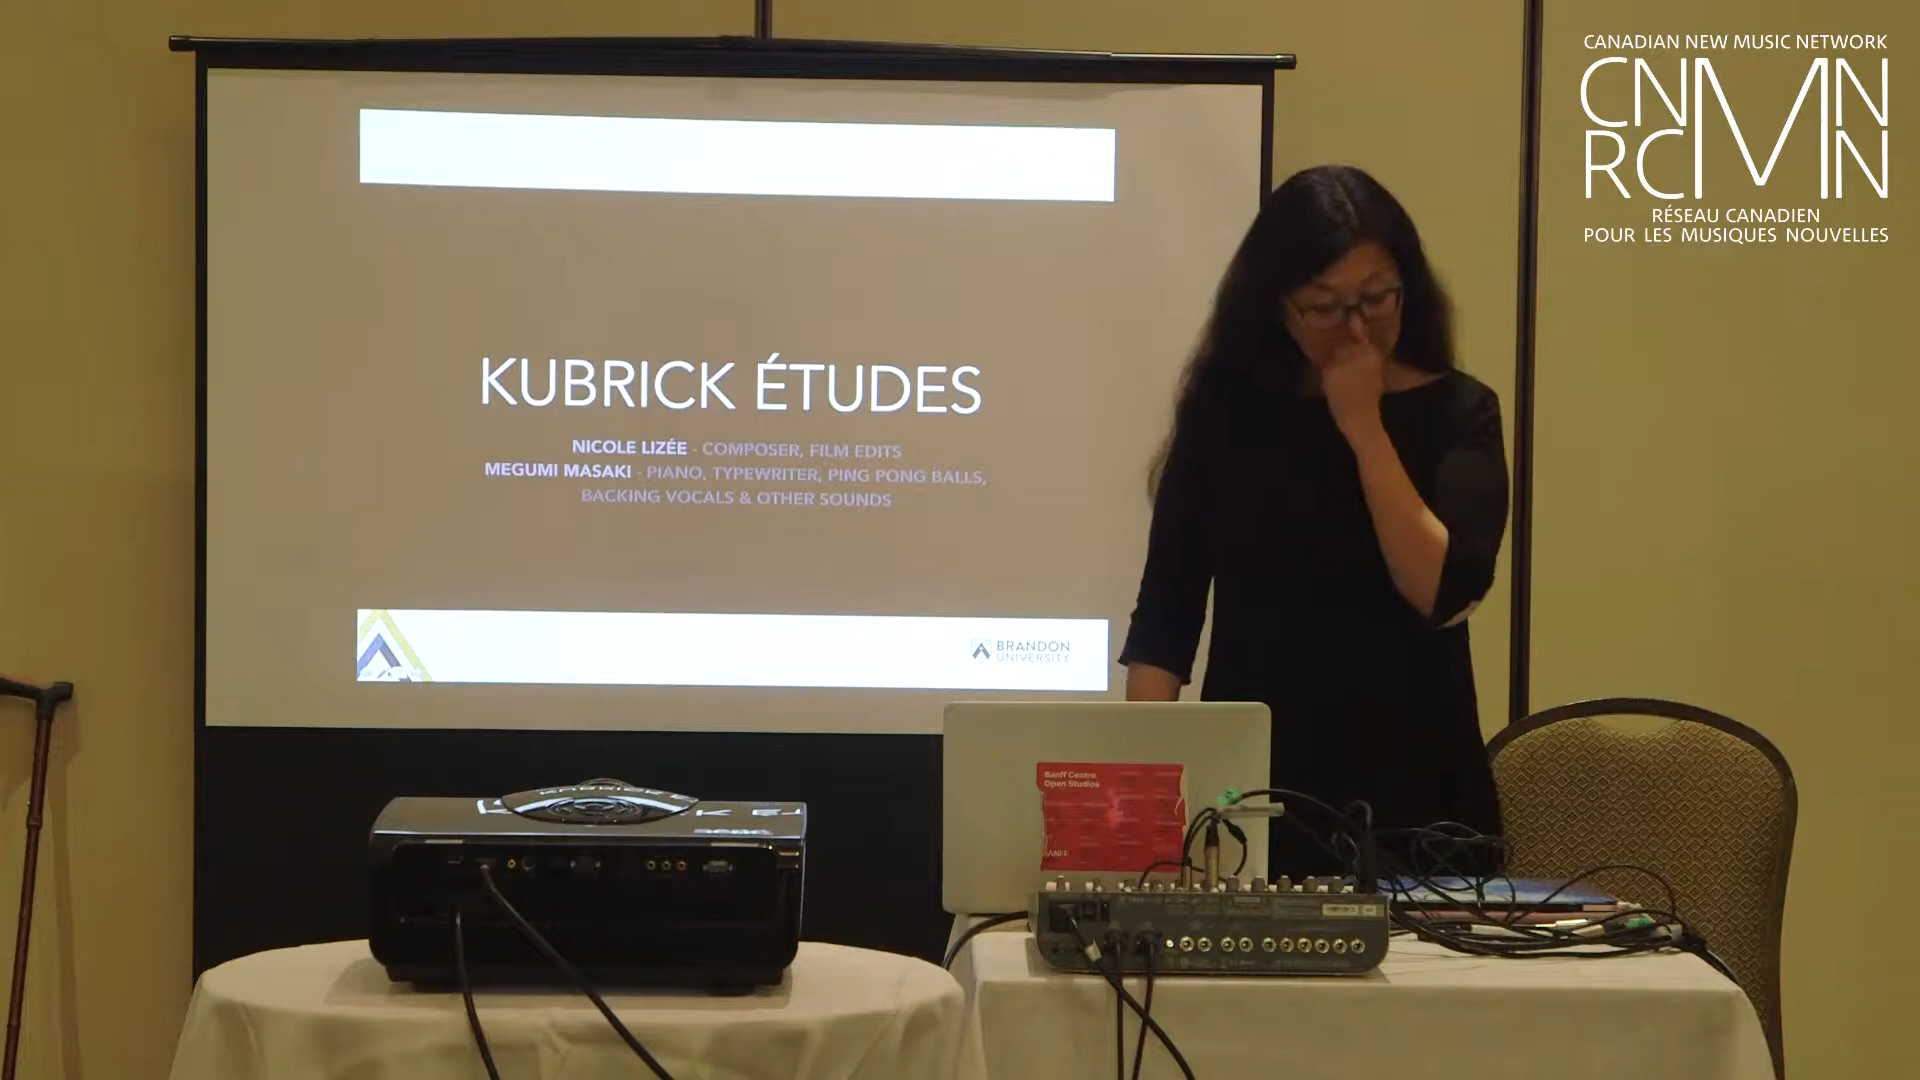 CANADIAN NEW MUSIC NETWORK
CNMN
RCMN
RÉSEAU CANADIEN
POUR LES MUSIQUES NOUVELLES
KUBRICK ÉTUDES
NICOLE LIZÉE - COMPOSER, FILM EDITS
MEGUMI MASAKI - PIANO, TYPEWRITER, PING PONG BALLS,
BACKING VOCALS & OTHER SOUNDS
BRANDON
UNIVERSITY
Banff Centre
Open Studios